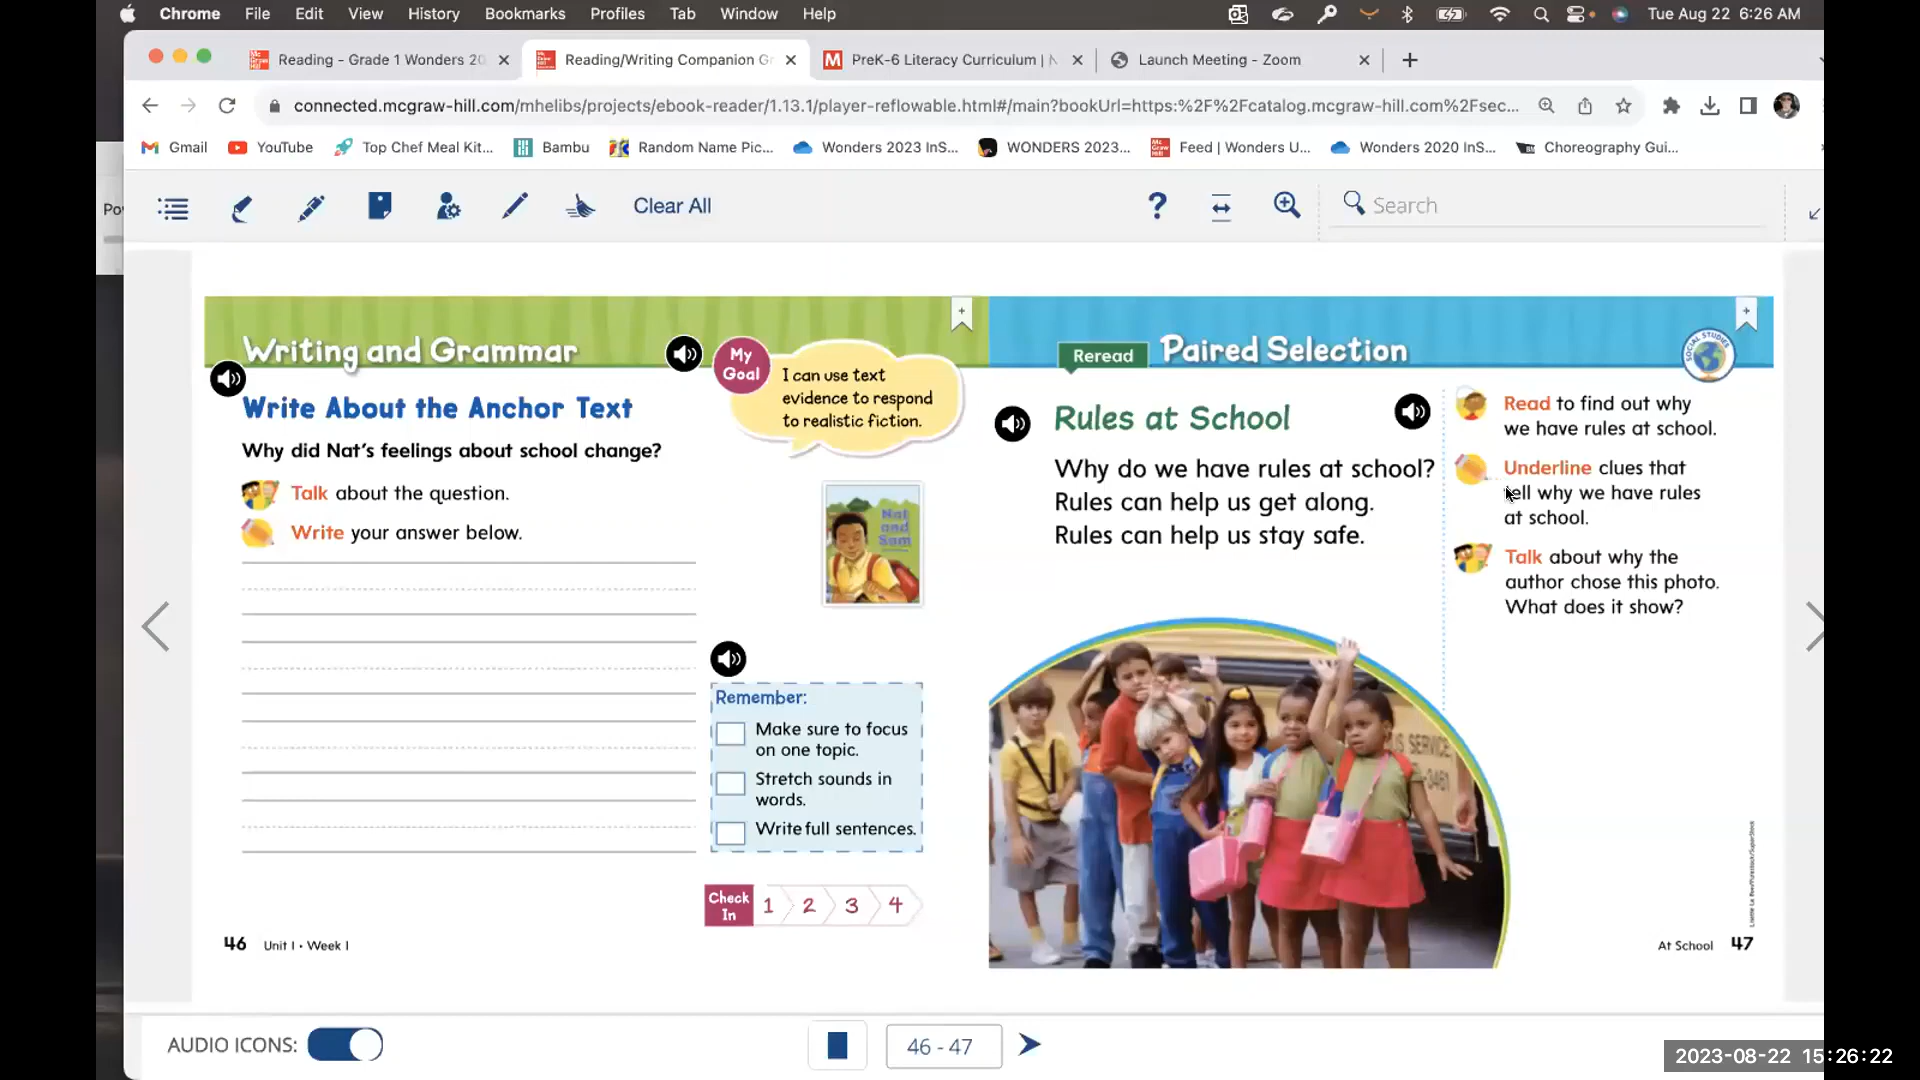 Chrome File Edit View History Bookmarks Profiles Tab Window Help Tue Aug 22 6:26 AM
Reading - Grade 1 Wonders 20 Reading/Writing Companion Gr PreK-6 Literacy Curriculum | Launch Meeting - Zoom
connected.mcgraw-hill.com/mhelibs/projects/ebook-reader/1.13.1/player-reflowable.html#/main?bookUrl=https:%2F%2Fcatalog.mcgraw-hill.com%2Fsec...
Gmail YouTube Top Chef Meal Kit... Bambu Random Name Pic... Wonders 2023 InS... WONDERS 2023... Feed | Wonders U... Wonders 2020 InS... Choreography Gui...
Clear All ? Search
Writing and Grammar
Write About the Anchor Text
Why did Nat's feelings about school change?
Talk about the question.
Write your answer below.
My
Goal
I can use text
evidence to respond
to realistic fiction.
Nat
and
Sam
Remember:
Make sure to focus
on one topic.
Stretch sounds in
words.
Write full sentences.
Check
In
1 2 3 4
46 Unit 1 • Week 1
Reread Paired Selection
SOCIAL STUDIES
Rules at School
Why do we have rules at school?
Rules can help us get along.
Rules can help us stay safe.
Read to find out why
we have rules at school.
Underline clues that
tell why we have rules
at school.
Talk about why the
author chose this photo.
What does it show?
At School 47
AUDIO ICONS:
46 - 47
2023-08-22 15:26:22